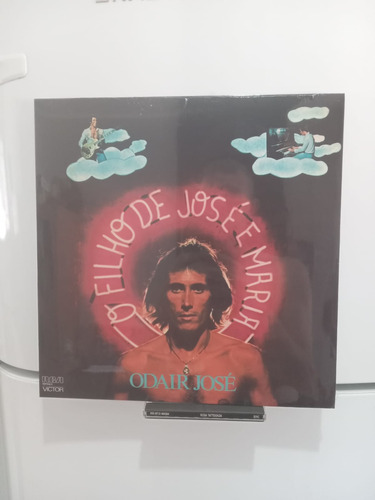 O FILHO DE JOSÉ E MARIA
ODAIR JOSÉ
RCA
VICTOR